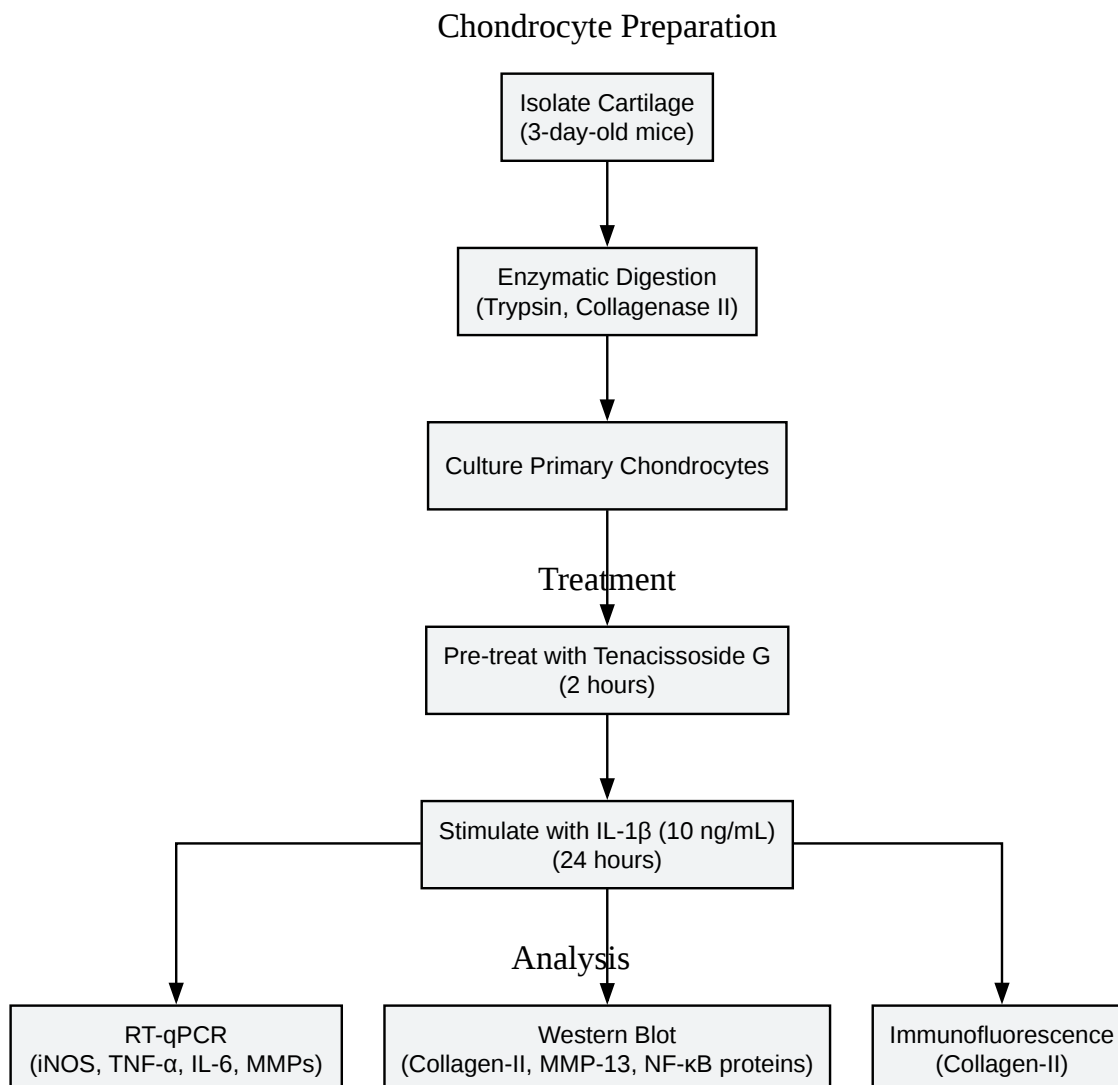 Chondrocyte Preparation
Isolate Cartilage
(3-day-old mice)
Enzymatic Digestion
(Trypsin, Collagenase II)
Culture Primary Chondrocytes
Treatment
Pre-treat with Tenacissoside G
(2 hours)
Stimulate with IL-1β (10 ng/mL)
(24 hours)
Analysis
RT-qPCR
(iNOS, TNF-α, IL-6, MMPs)
Western Blot
(Collagen-II, MMP-13, NF-κB proteins)
Immunofluorescence
(Collagen-II)